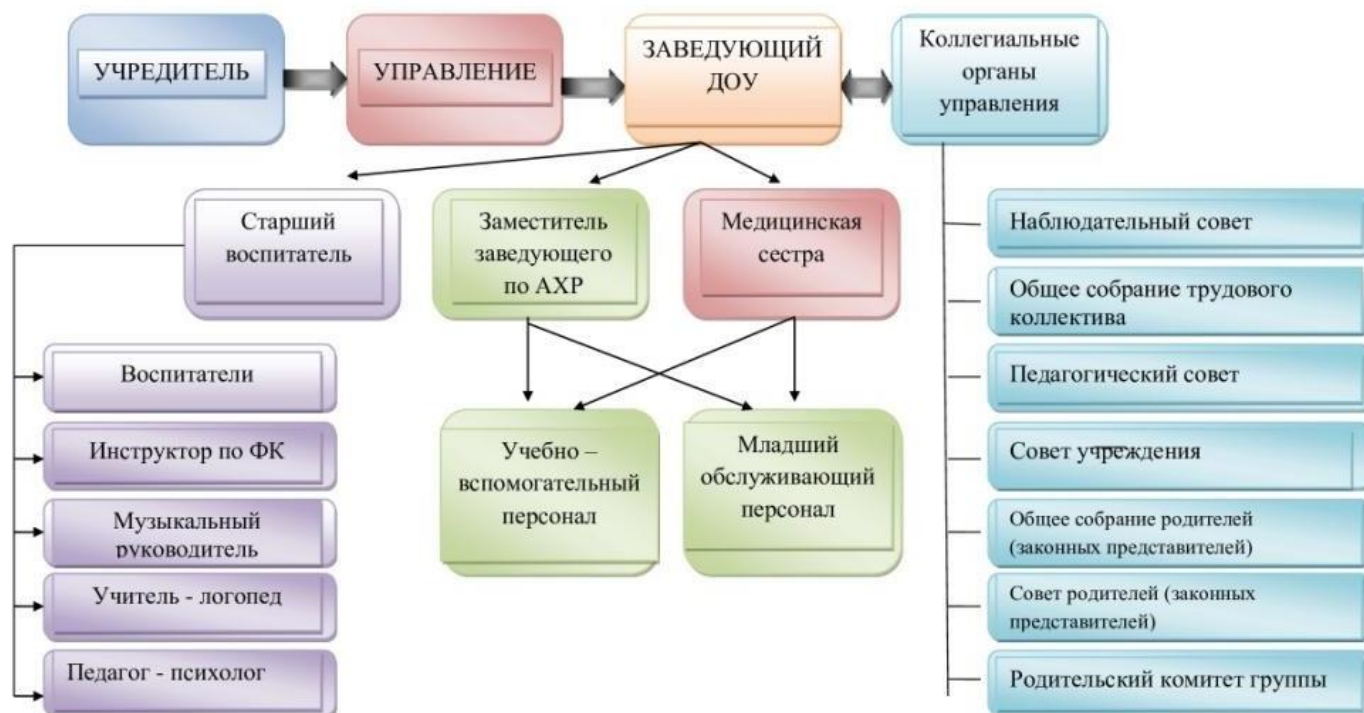 УЧРЕДИТЕЛЬ
УПРАВЛЕНИЕ
ЗАВЕДУЮЩИЙ
ДОУ
Коллегиальные
органы
управления
Старший
воспитатель
Заместитель
заведующего
по АХР
Медицинская
сестра
Наблюдательный совет
Общее собрание трудового
коллектива
Педагогический совет
Совет учреждения
Общее собрание родителей
(законных представителей)
Совет родителей (законных
представителей)
Родительский комитет группы
Воспитатели
Инструктор по ФК
Музыкальный
руководитель
Учитель - логопед
Педагог - психолог
Учебно –
вспомогательный
персонал
Младший
обслуживающий
персонал